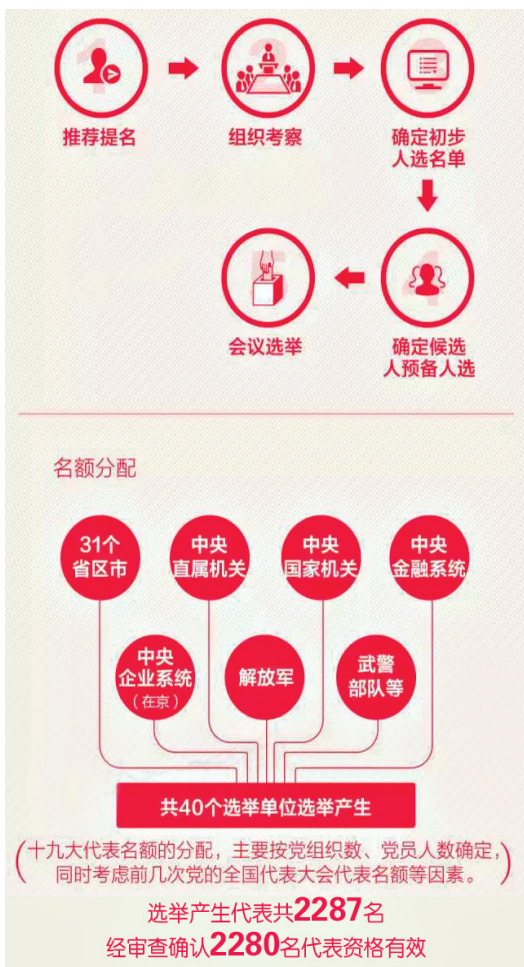 1
推荐提名
2
组织考察
3
确定初步
人选名单
4
确定候选
人预备人选
5
会议选举
名额分配
31个
省区市
中央
直属机关
中央
国家机关
中央
金融系统
中央
企业系统
（在京）
解放军
武警
部队等
共40个选举单位选举产生
（十九大代表名额的分配，主要按党组织数、党员人数确定，
同时考虑前几次党的全国代表大会代表名额等因素。）
选举产生代表共2287名
经审查确认2280名代表资格有效